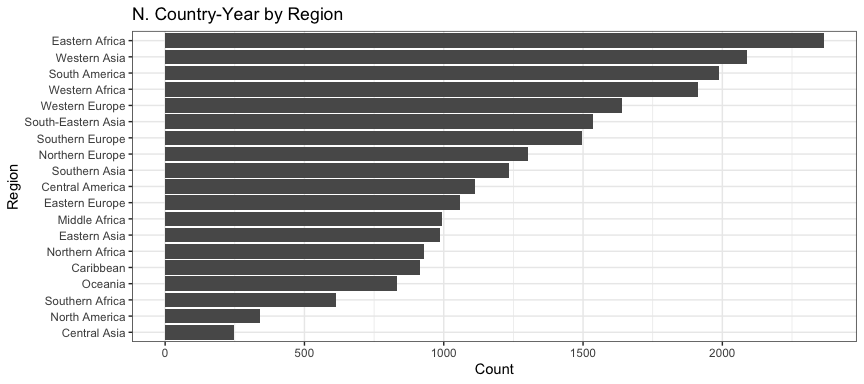 N. Country-Year by Region
Eastern Africa
Western Asia
South America
Western Africa
Western Europe
South-Eastern Asia
Southern Europe
Northern Europe
Southern Asia
Central America
Eastern Europe
Middle Africa
Eastern Asia
Northern Africa
Caribbean
Oceania
Southern Africa
North America
Central Asia
Region
0 500 1000 1500 2000
Count